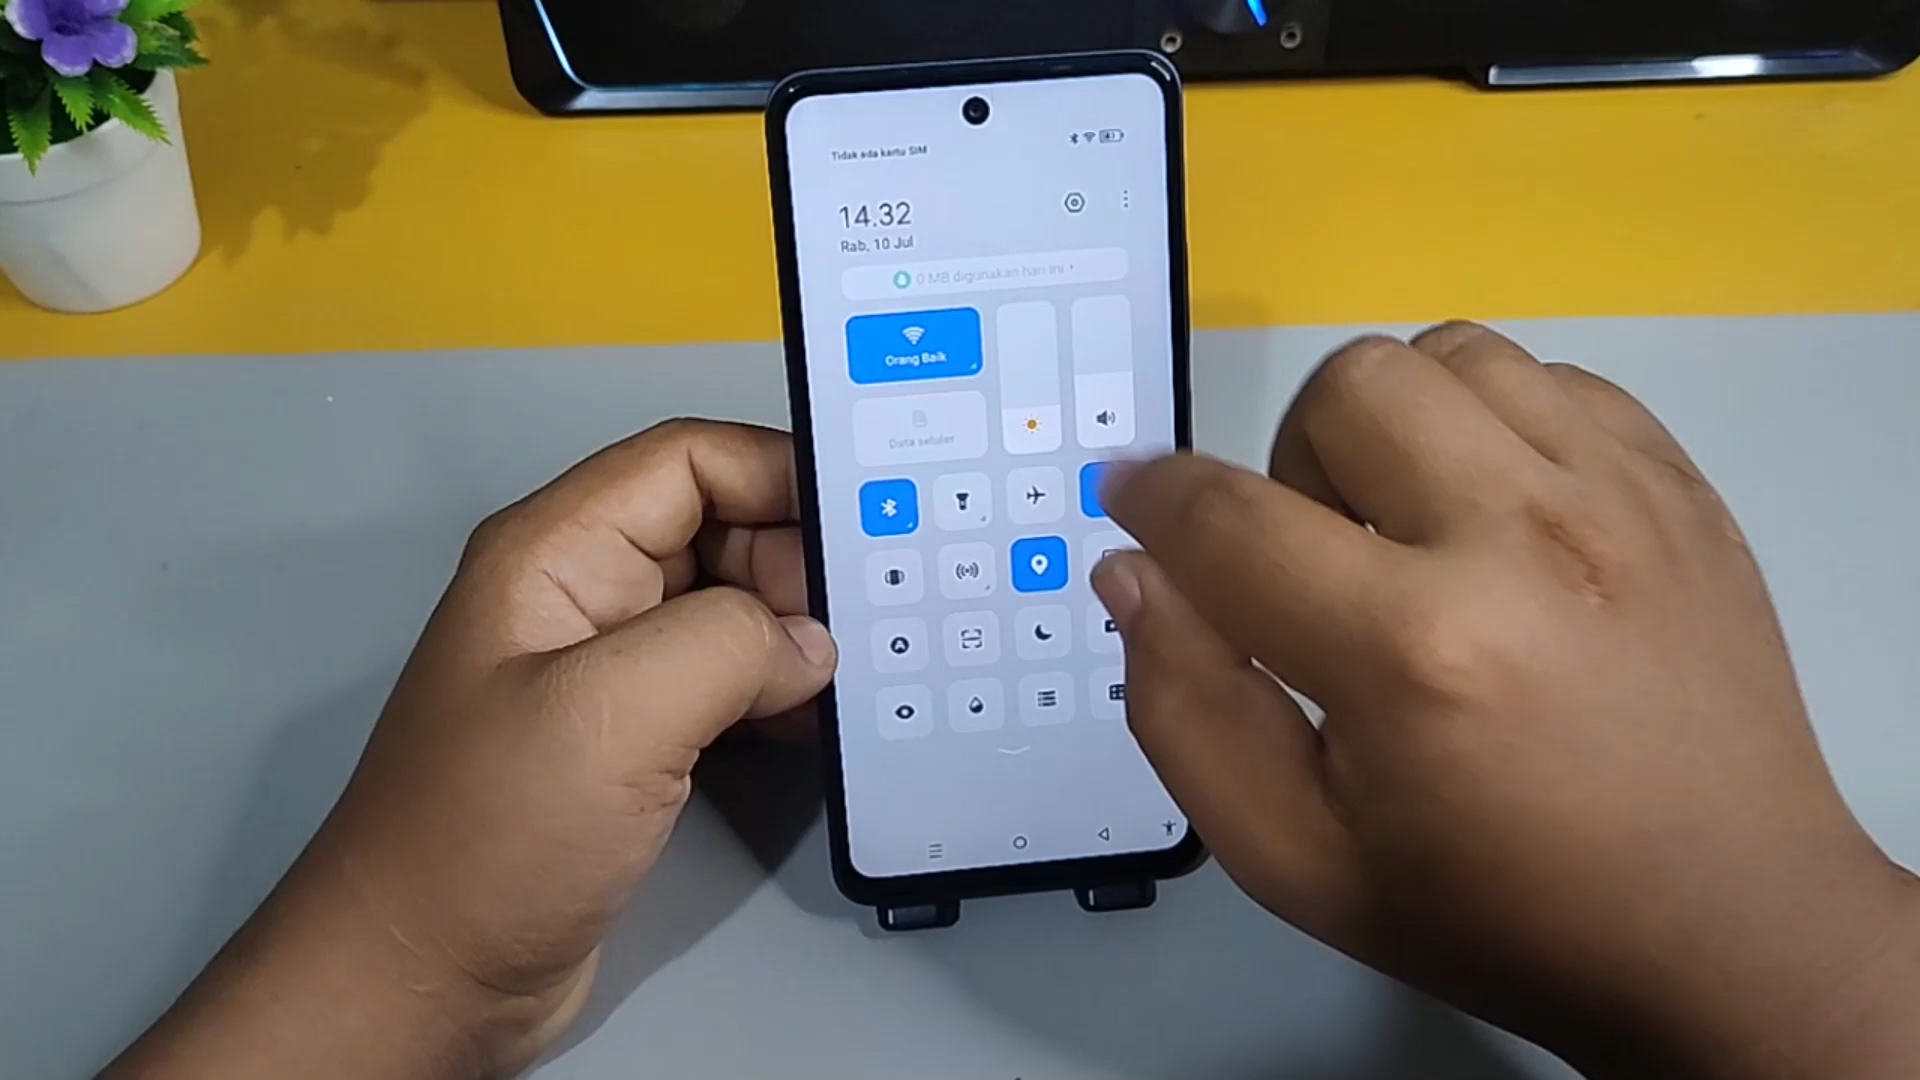 Tidak ada kartu SIM
14.32
Rab, 10 Jul
0 MB digunakan hari ini
Orang Baik
Data seluler